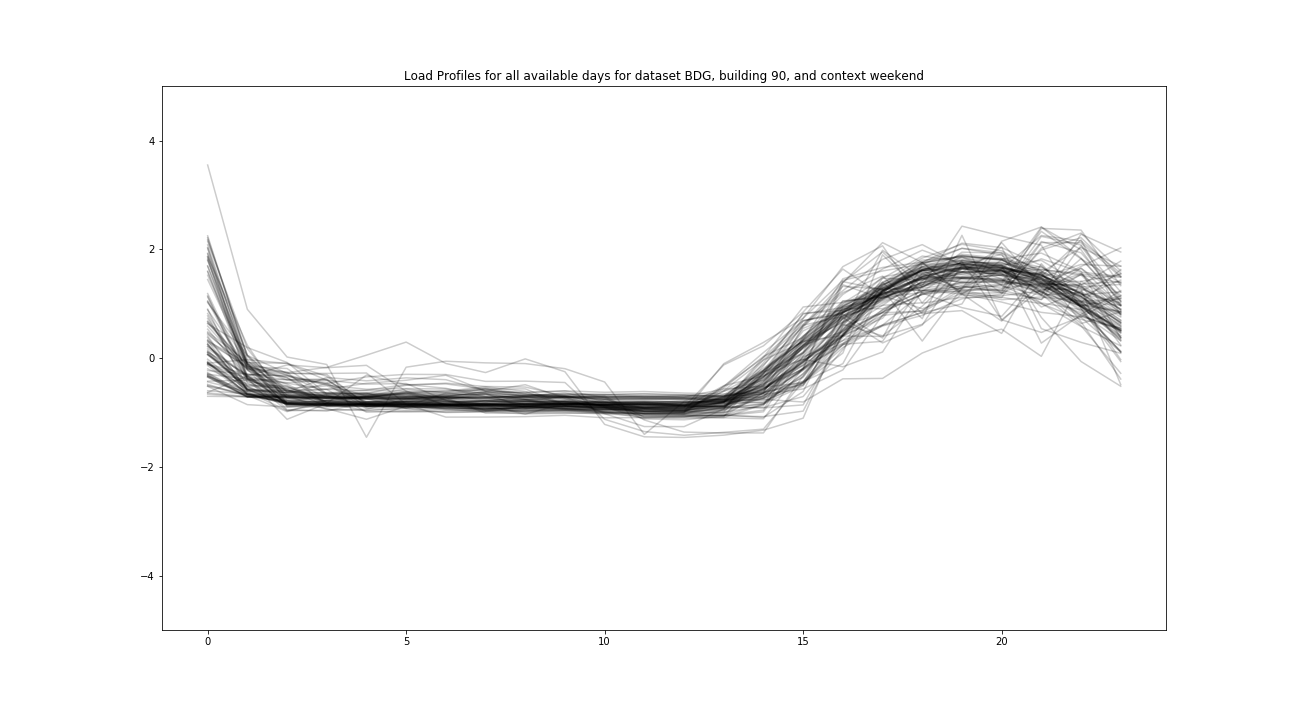 Load Profiles for all available days for dataset BDG, building 90, and context weekend
4
2
0
−2
−4
0 5 10 15 20